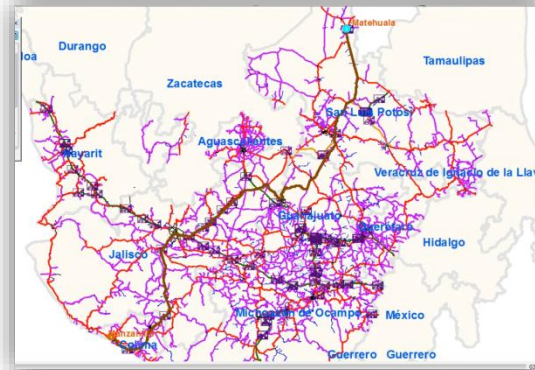 Matehuala
Durango
Tamaulipas
Zacatecas
San Luis Potosí
Aguascalientes
Nayarit
Veracruz de Ignacio de la Llav
Guanajuato
Querétaro
Hidalgo
Jalisco
Michoacán de Ocampo
México
Colima
Guerrero
Guerrero